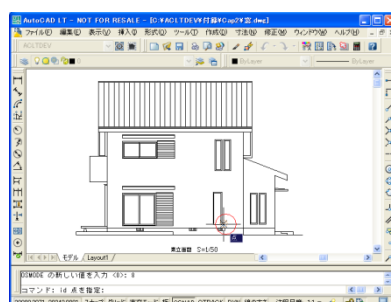 AutoCAD LT - NOT FOR RESALE - [C:¥ACLTDEV¥付録¥Cap2¥窓.dwg]
ファイル(F) 編集(E) 表示(V) 挿入(I) 形式(O) ツール(T) 作成(D) 寸法(N) 修正(M) ウィンドウ(W) ヘルプ(H)
ACLTDEV
0 ByLayer ByLayer
東立面図 S=1/50
モデル Layout1
OSMODE の新しい値を入力 <0>: 0
コマンド: id 点を指定: